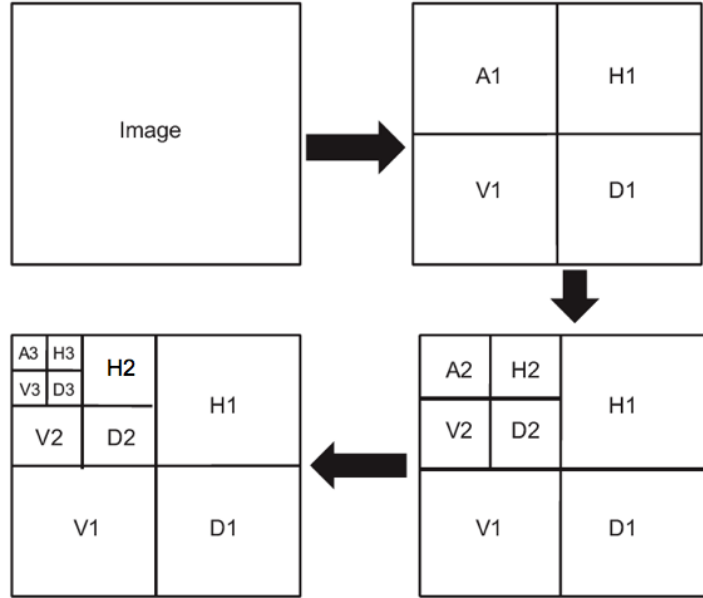 Image
A1 H1
V1 D1
A3 H3
V3 D3
H2
H1
V2 D2
V1 D1
A2 H2
H1
V2 D2
V1 D1